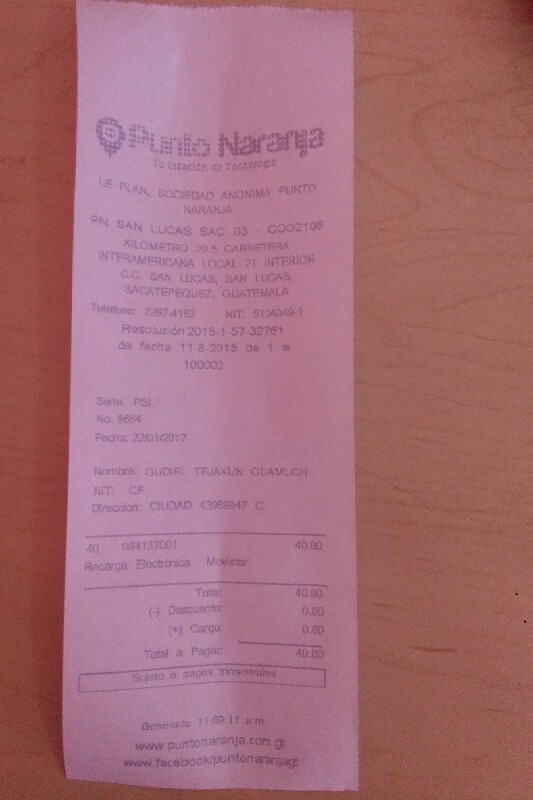 Punto Naranja
Tu Estación de Tecnología
LE PLAN, SOCIEDAD ANONIMA PUNTO
NARANJA
PN SAN LUCAS SAC 03 - COD2106
KILOMETRO 29.5 CARRETERA
INTERAMERICANA LOCAL 21 INTERIOR
C.C. SAN LUCAS, SAN LUCAS,
SACATEPEQUEZ, GUATEMALA
Teléfono: 2267-4163 NIT: 5104349-1
Resolución 2015-1-57-32761
de fecha 11-8-2015 de 1 a
100000
Serie: PSL
No. 8664
Fecha: 22/01/2017
Nombre: GUDIEL TEJAXUN GLAMUCH
NIT: CF
Direccion: CIUDAD 43989947 C
40 084137001 40.00
Recarga Electrónica Movistar
Total: 40.00
(-) Descuento: 0.00
(+) Cargo: 0.00
Total a Pagar: 40.00
Sujeto a pagos trimestrales
Generado 11:09:11 a.m.
www.puntonaranja.com.gt
www.facebook/puntonaranjagt